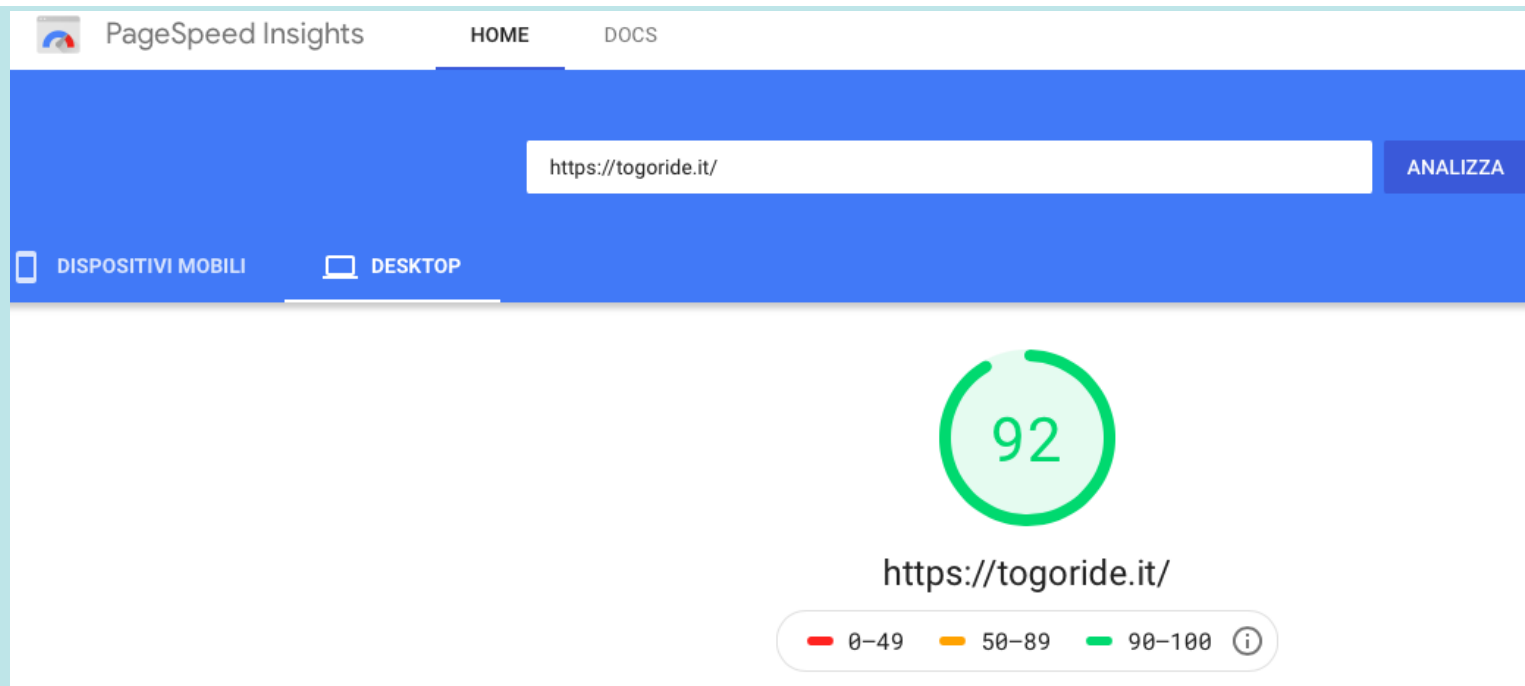 PageSpeed Insights HOME DOCS
https://togoride.it/ ANALIZZA
DISPOSITIVI MOBILI DESKTOP
92
https://togoride.it/
0–49 50–89 90–100